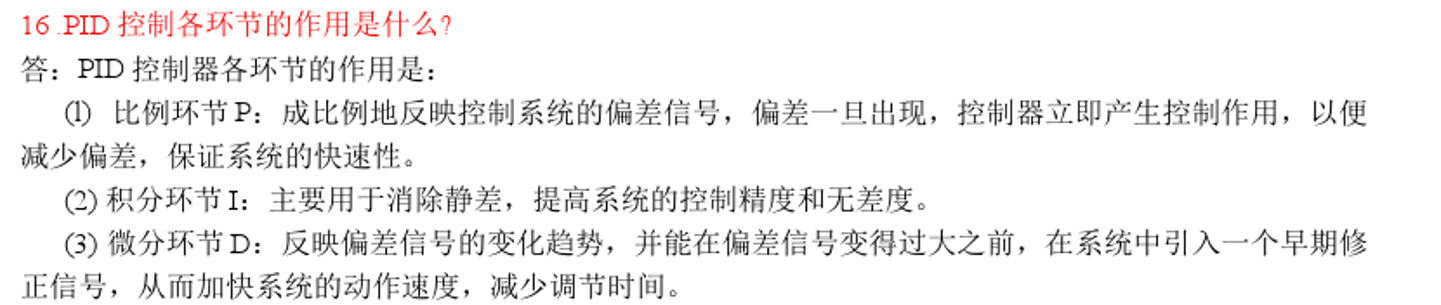 16 .PID 控制各环节的作用是什么?
答：PID 控制器各环节的作用是：
(1) 比例环节 P：成比例地反映控制系统的偏差信号，偏差一旦出现，控制器立即产生控制作用，以便
减少偏差，保证系统的快速性。
(2) 积分环节 I：主要用于消除静差，提高系统的控制精度和无差度。
(3) 微分环节 D：反映偏差信号的变化趋势，并能在偏差信号变得过大之前，在系统中引入一个早期修
正信号，从而加快系统的动作速度，减少调节时间。